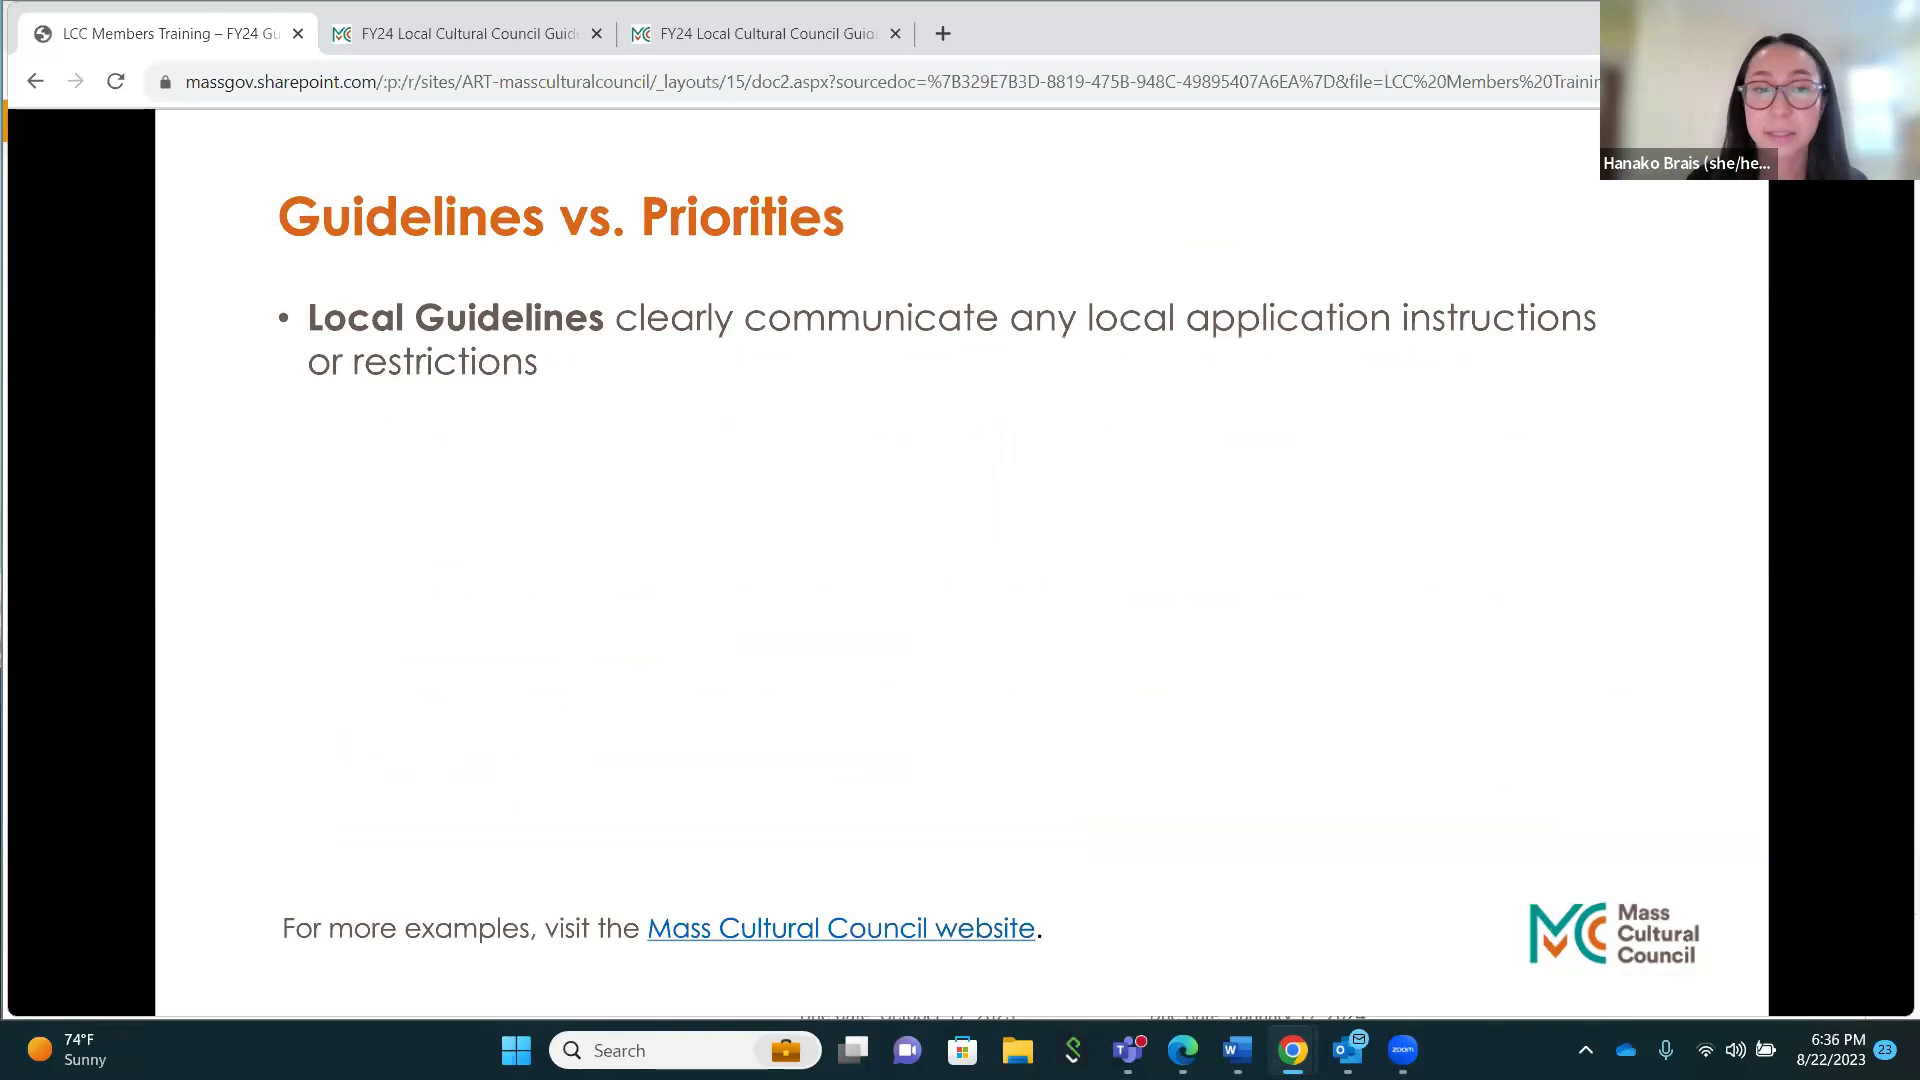 LCC Members Training – FY24 Gu
FY24 Local Cultural Council Guid
FY24 Local Cultural Council Guid
massgov.sharepoint.com/:p:/r/sites/ART-massculturalcouncil/_layouts/15/doc2.aspx?sourcedoc=%7B329E7B3D-8819-475B-948C-49895407A6EA%7D&file=LCC%20Members%20Trainin
Hanako Brais (she/he...
Guidelines vs. Priorities
• Local Guidelines clearly communicate any local application instructions
or restrictions
For more examples, visit the Mass Cultural Council website.
Mass
Cultural
Council
74°F
Sunny
Search
zoom
6:36 PM
8/22/2023
23